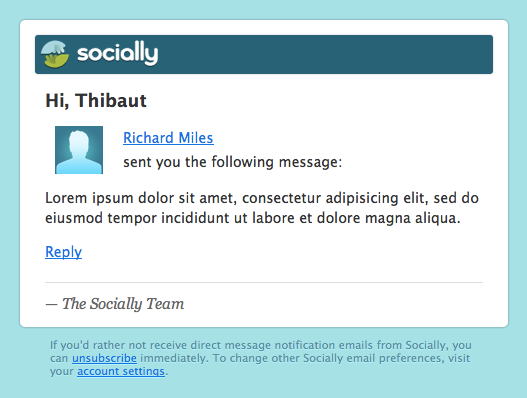 socially
Hi, Thibaut
Richard Miles
sent you the following message:
Lorem ipsum dolor sit amet, consectetur adipisicing elit, sed do
eiusmod tempor incididunt ut labore et dolore magna aliqua.
Reply
— The Socially Team
If you'd rather not receive direct message notification emails from Socially, you
can unsubscribe immediately. To change other Socially email preferences, visit
your account settings.